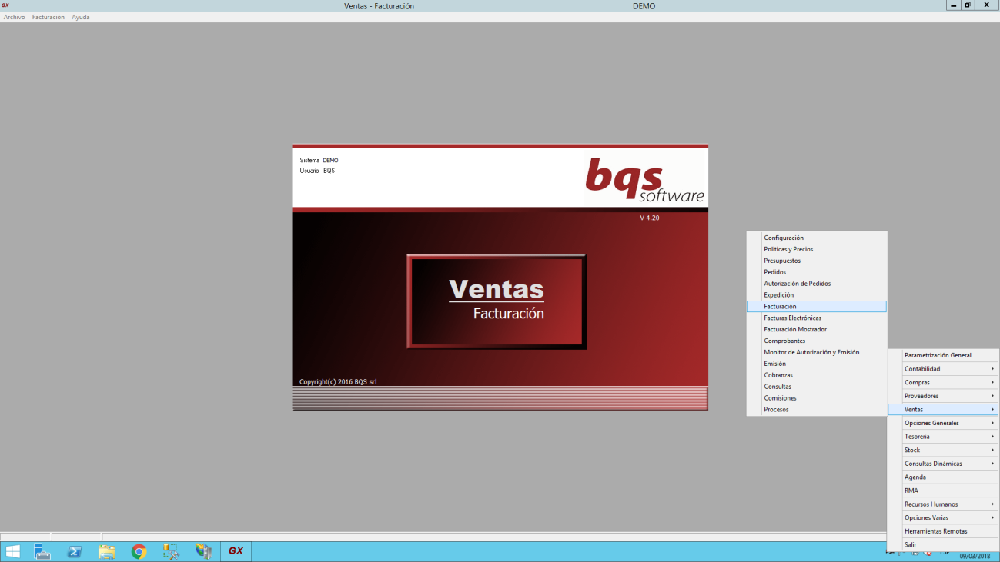 GX Ventas - Facturación DEMO
Archivo Facturación Ayuda
Sistema DEMO
Usuario BQS
bqs
software
V 4.20
Ventas
Facturación
Copyright(c) 2016 BQS srl
Configuración
Politicas y Precios
Presupuestos
Pedidos
Autorización de Pedidos
Expedición
Facturación
Facturas Electrónicas
Facturación Mostrador
Comprobantes
Monitor de Autorización y Emisión
Emisión
Cobranzas
Consultas
Comisiones
Procesos
Parametrización General
Contabilidad
Compras
Proveedores
Ventas
Opciones Generales
Tesoreria
Stock
Consultas Dinámicas
Agenda
RMA
Recursos Humanos
Opciones Varias
Herramientas Remotas
Salir
GX
ESP
09/03/2018